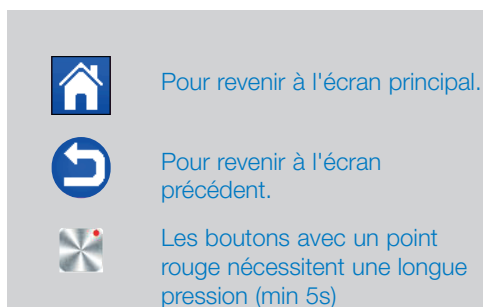 Pour revenir à l'écran principal.
Pour revenir à l'écran
précédent.
Les boutons avec un point
rouge nécessitent une longue
pression (min 5s)